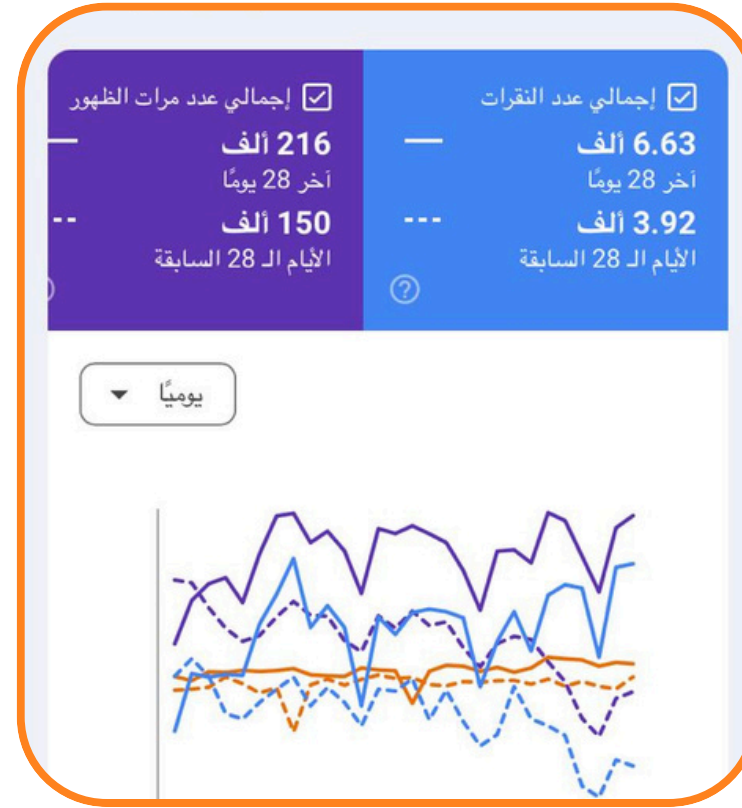 إجمالي عدد النقرات
6.63 ألف
آخر 28 يومًا
3.92 ألف
الأيام الـ 28 السابقة
إجمالي عدد مرات الظهور
216 ألف
آخر 28 يومًا
150 ألف
الأيام الـ 28 السابقة
يوميًا